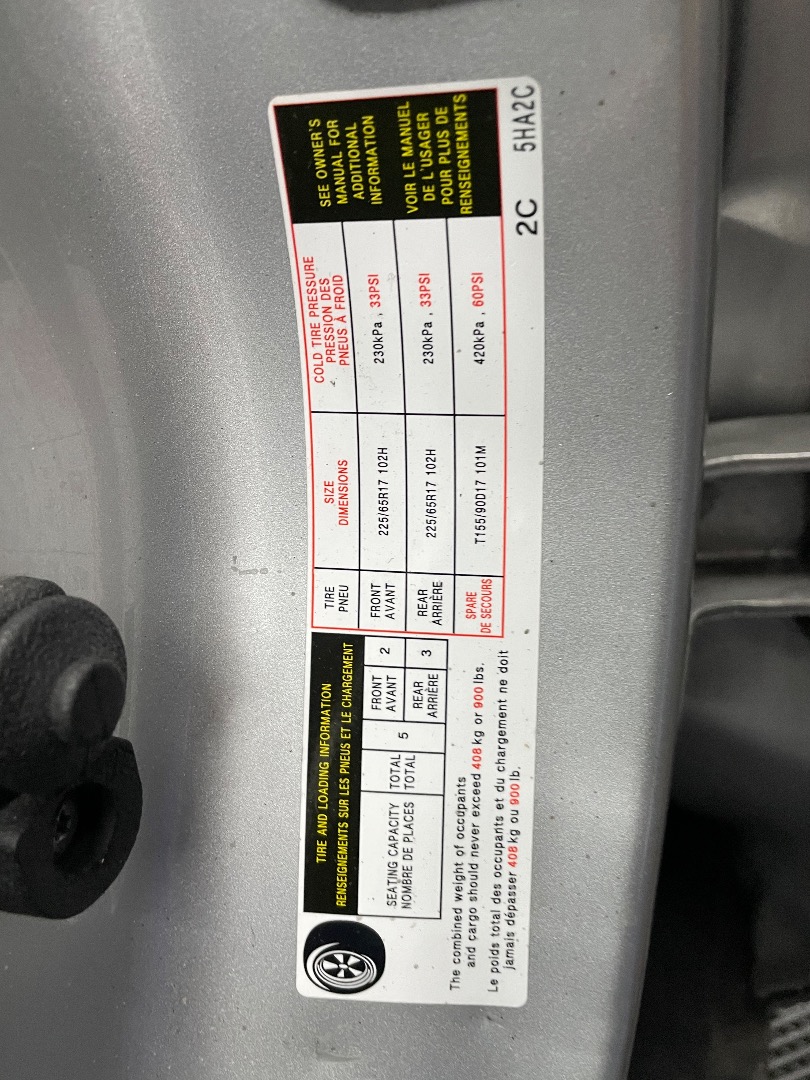 TIRE AND LOADING INFORMATION
RENSEIGNEMENTS SUR LES PNEUS ET LE CHARGEMENT
SEATING CAPACITY
NOMBRE DE PLACES
TOTAL
TOTAL
5
FRONT
AVANT
2
REAR
ARRIÈRE
3
The combined weight of occupants
and cargo should never exceed 408 kg or 900 lbs.
Le poids total des occupants et du chargement ne doit
jamais dépasser 408 kg ou 900 lb.
TIRE
PNEU
SIZE
DIMENSIONS
COLD TIRE PRESSURE
PRESSION DES
PNEUS À FROID
FRONT
AVANT
225/65R17 102H
230kPa , 33PSI
REAR
ARRIÈRE
225/65R17 102H
230kPa , 33PSI
SPARE
DE SECOURS
T155/90D17 101M
420kPa , 60PSI
SEE OWNER'S
MANUAL FOR
ADDITIONAL
INFORMATION
VOIR LE MANUEL
DE L'USAGER
POUR PLUS DE
RENSEIGNEMENTS
2C 5HA2C